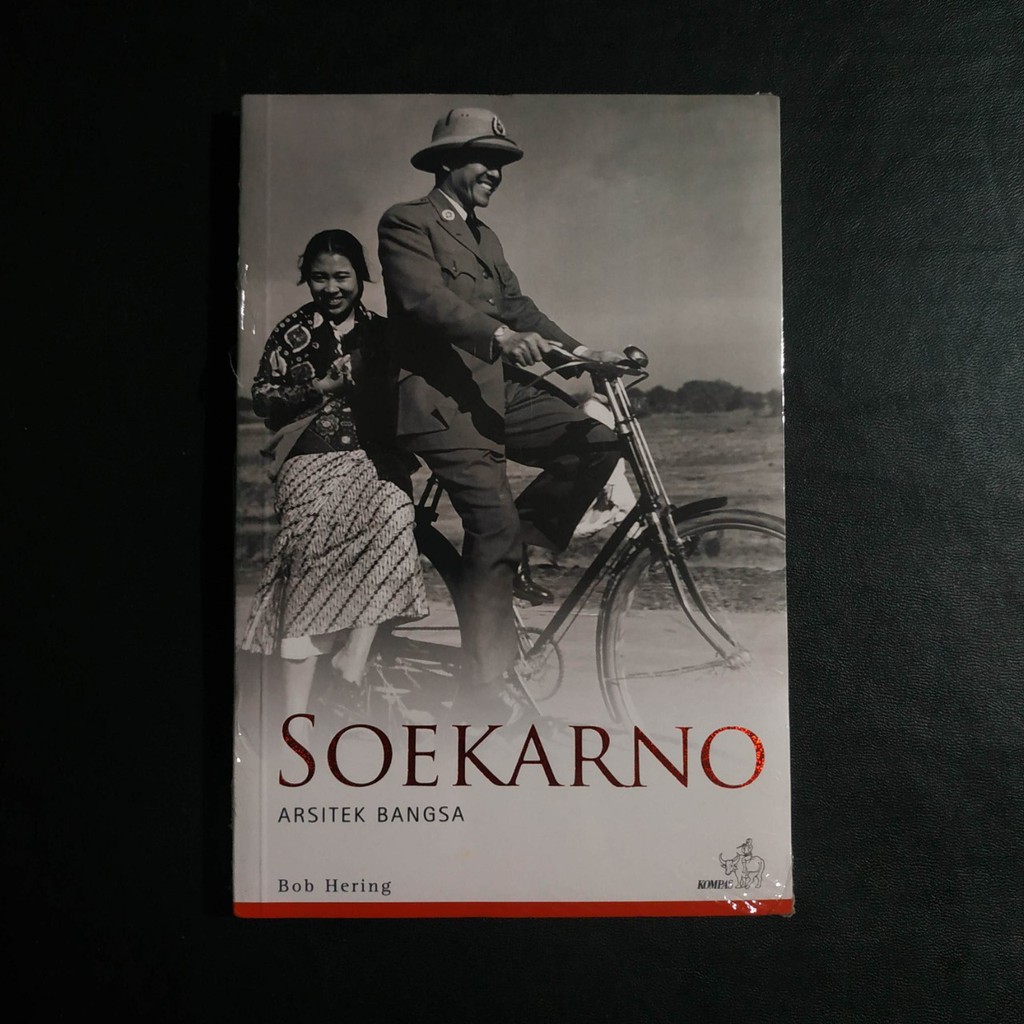 SOEKARNO
ARSITEK BANGSA
Bob Hering
KOMPAS